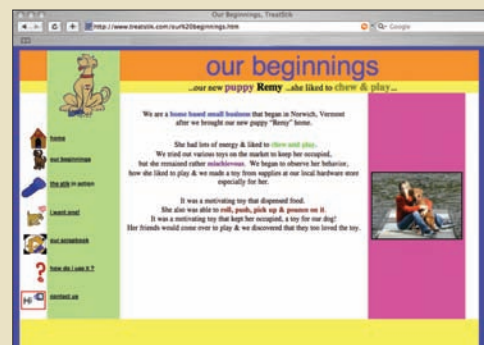 Our Beginnings, TreatStik
http://www.treatstik.com/our%20beginnings.htm
Google
our beginnings
...our new puppy Remy ...she liked to chew & play...
home
our beginnings
the stik in action
i want one!
our scrapbook
how do i use it ?
contact us
Hi
We are a home based small business that began in Norwich, Vermont
after we brought our new puppy "Remy" home.
She had lots of energy & liked to chew and play.
We tried out various toys on the market to keep her occupied,
but she remained rather mischievous. We began to observe her behavior,
how she liked to play & we made a toy from supplies at our local hardware store
especially for her.
It was a motivating toy that dispensed food.
She also was able to roll, push, pick up & pounce on it.
It was a motivating toy that kept her occupied, a toy for our dog!
Her friends would come over to play & we discovered that they too loved the toy.